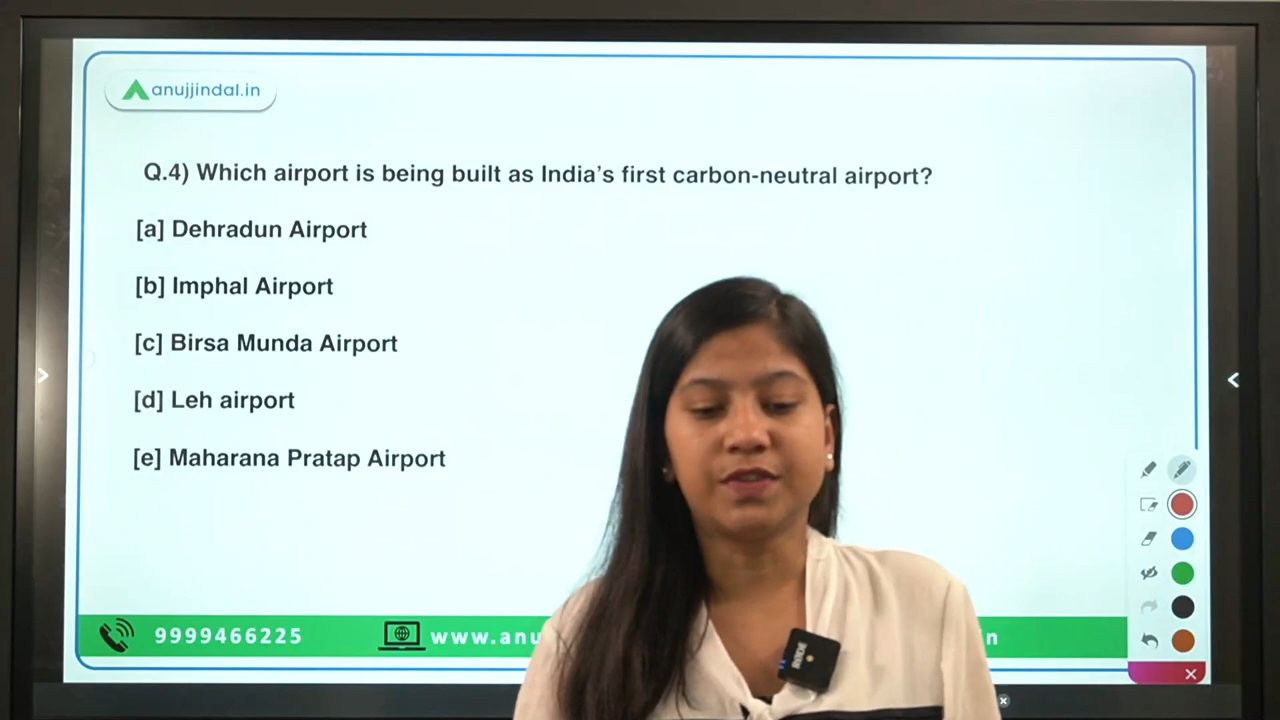 anujjindal.in
Q.4) Which airport is being built as India's first carbon-neutral airport?
[a] Dehradun Airport
[b] Imphal Airport
[c] Birsa Munda Airport
[d] Leh airport
[e] Maharana Pratap Airport
9999466225
www.anu